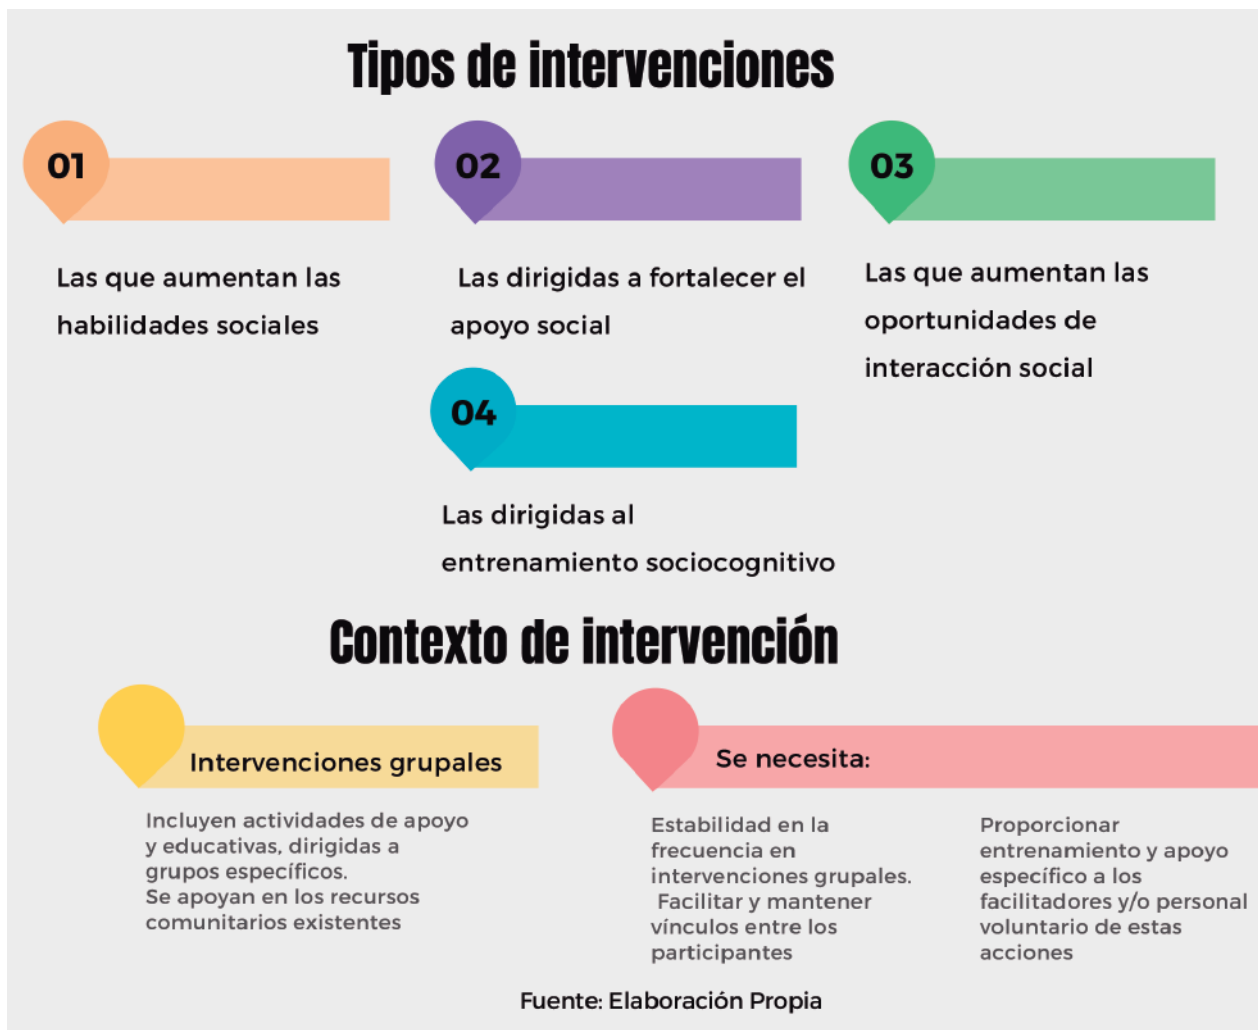 Tipos de intervenciones
01
Las que aumentan las
habilidades sociales
02
Las dirigidas a fortalecer el
apoyo social
03
Las que aumentan las
oportunidades de
interacción social
04
Las dirigidas al
entrenamiento sociocognitivo
Contexto de intervención
Intervenciones grupales
Incluyen actividades de apoyo
y educativas, dirigidas a
grupos específicos.
Se apoyan en los recursos
comunitarios existentes
Se necesita:
Estabilidad en la
frecuencia en
intervenciones grupales.
Facilitar y mantener
vínculos entre los
participantes
Proporcionar
entrenamiento y apoyo
específico a los
facilitadores y/o personal
voluntario de estas
acciones
Fuente: Elaboración Propia